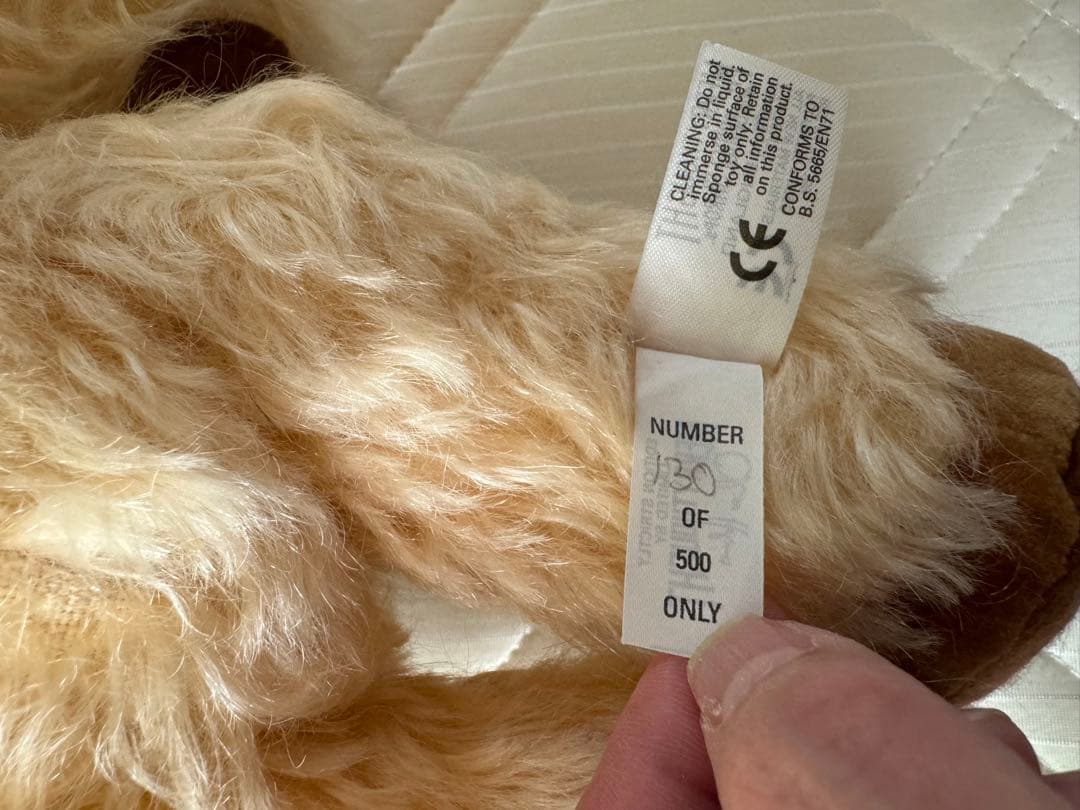 CLEANING: Do not
immerse in liquid.
Sponge surface of
toy only. Retain
all information
on this product.
CONFORMS TO
B.S. 5665/EN71
CE
NUMBER
130
OF
500
ONLY